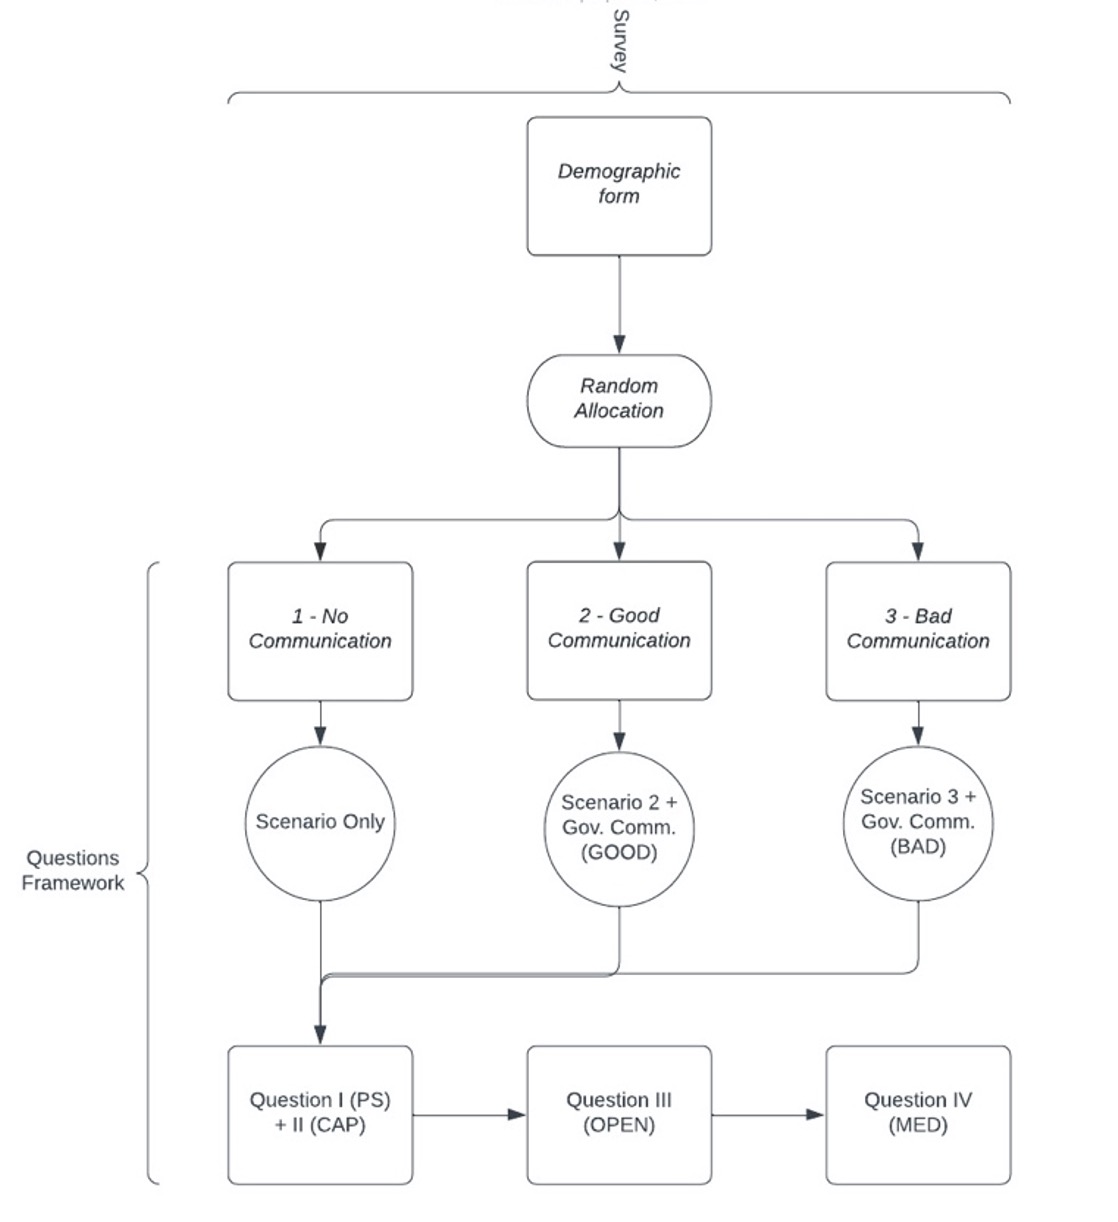 Survey
Demographic
form
Random
Allocation
1 - No
Communication
2 - Good
Communication
3 - Bad
Communication
Scenario Only
Scenario 2 +
Gov. Comm.
(GOOD)
Scenario 3 +
Gov. Comm.
(BAD)
Questions
Framework
Question I (PS)
+ II (CAP)
Question III
(OPEN)
Question IV
(MED)